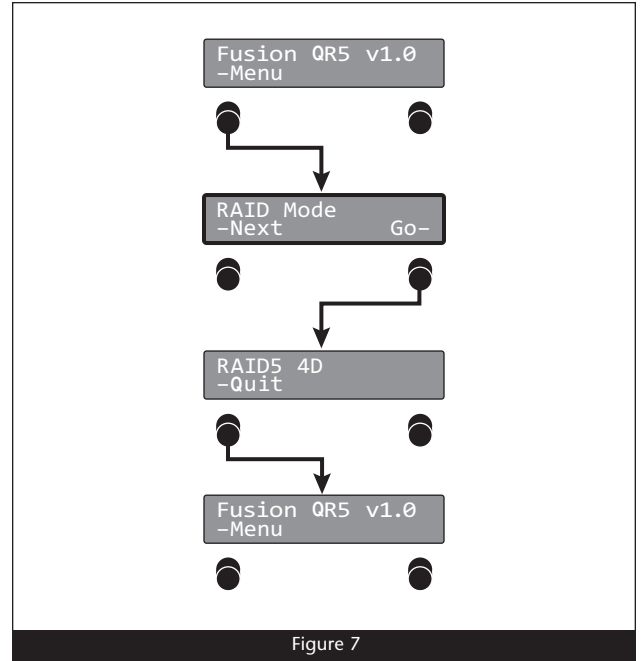 Fusion QR5 v1.0
–Menu
RAID Mode
–Next Go–
RAID5 4D
–Quit
Fusion QR5 v1.0
–Menu
Figure 7